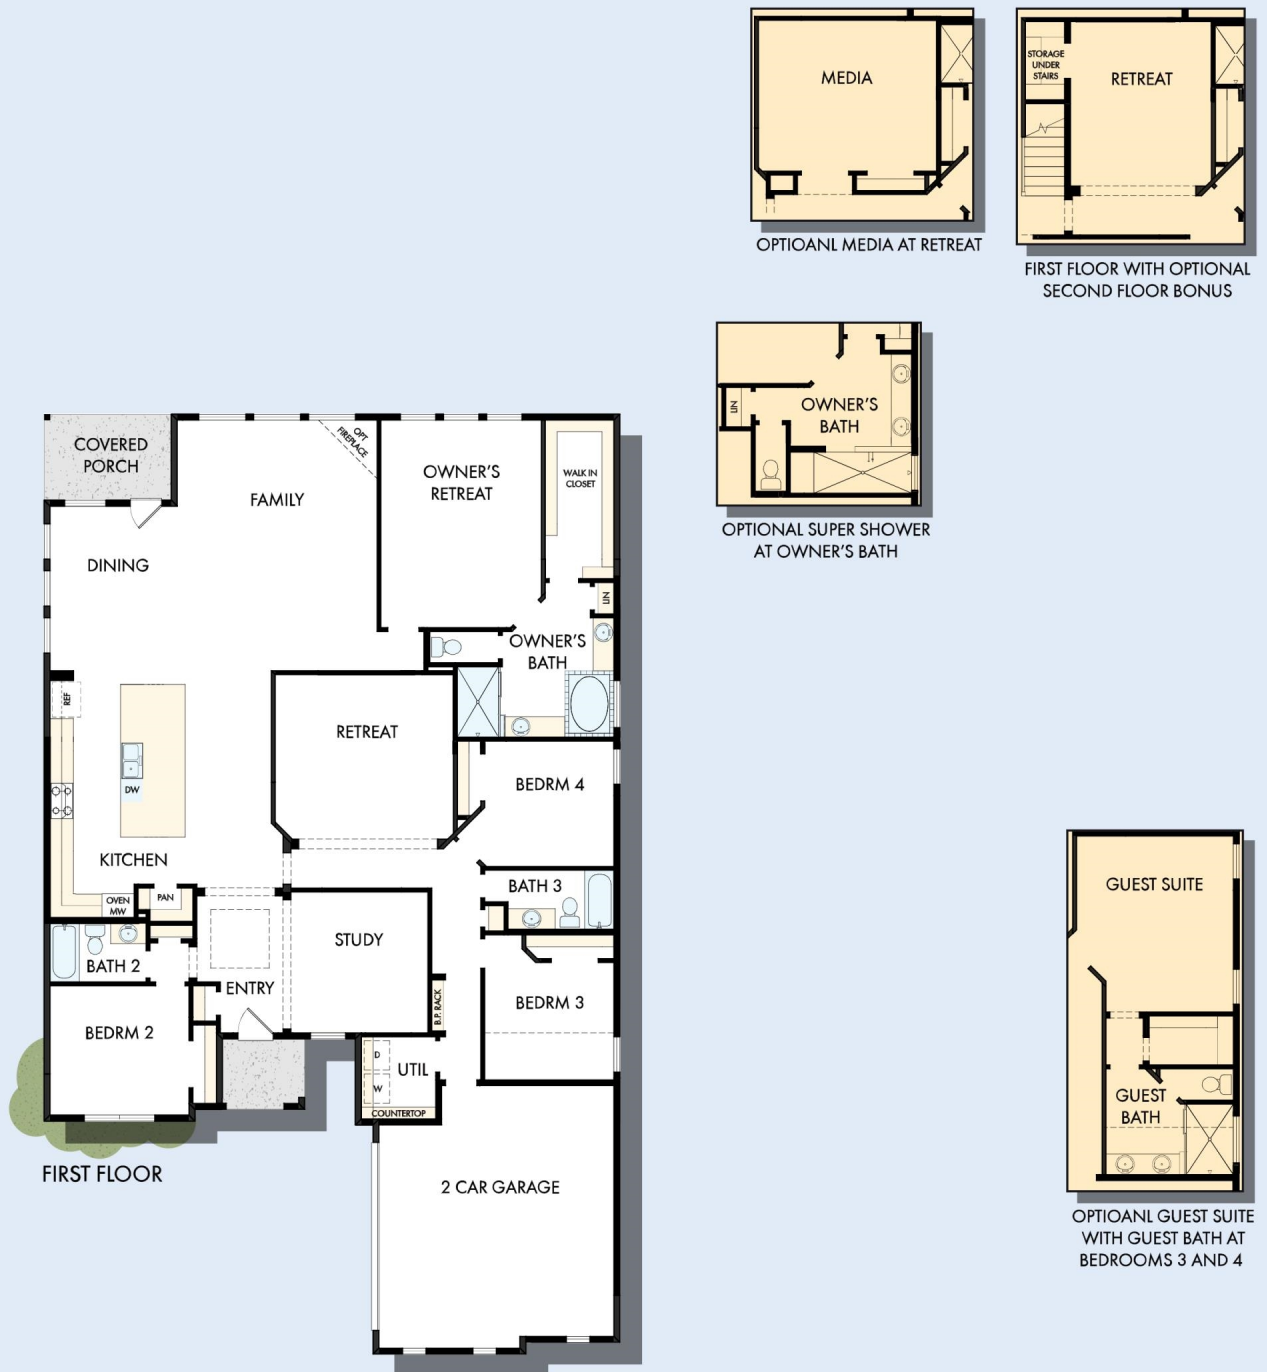 MEDIA
OPTIOANL MEDIA AT RETREAT
STORAGE
UNDER
STAIRS
RETREAT
FIRST FLOOR WITH OPTIONAL
SECOND FLOOR BONUS
LIN
OWNER'S
BATH
OPTIONAL SUPER SHOWER
AT OWNER'S BATH
COVERED
PORCH
OPT
FIREPLACE
FAMILY
OWNER'S
RETREAT
WALK IN
CLOSET
DINING
LIN
OWNER'S
BATH
REF
RETREAT
DW
BEDRM 4
KITCHEN
OVEN
MW
PAN
BATH 3
STUDY
BATH 2
ENTRY
B.P. RACK
BEDRM 3
BEDRM 2
D
W
UTIL
COUNTERTOP
2 CAR GARAGE
FIRST FLOOR
GUEST SUITE
GUEST
BATH
OPTIOANL GUEST SUITE
WITH GUEST BATH AT
BEDROOMS 3 AND 4